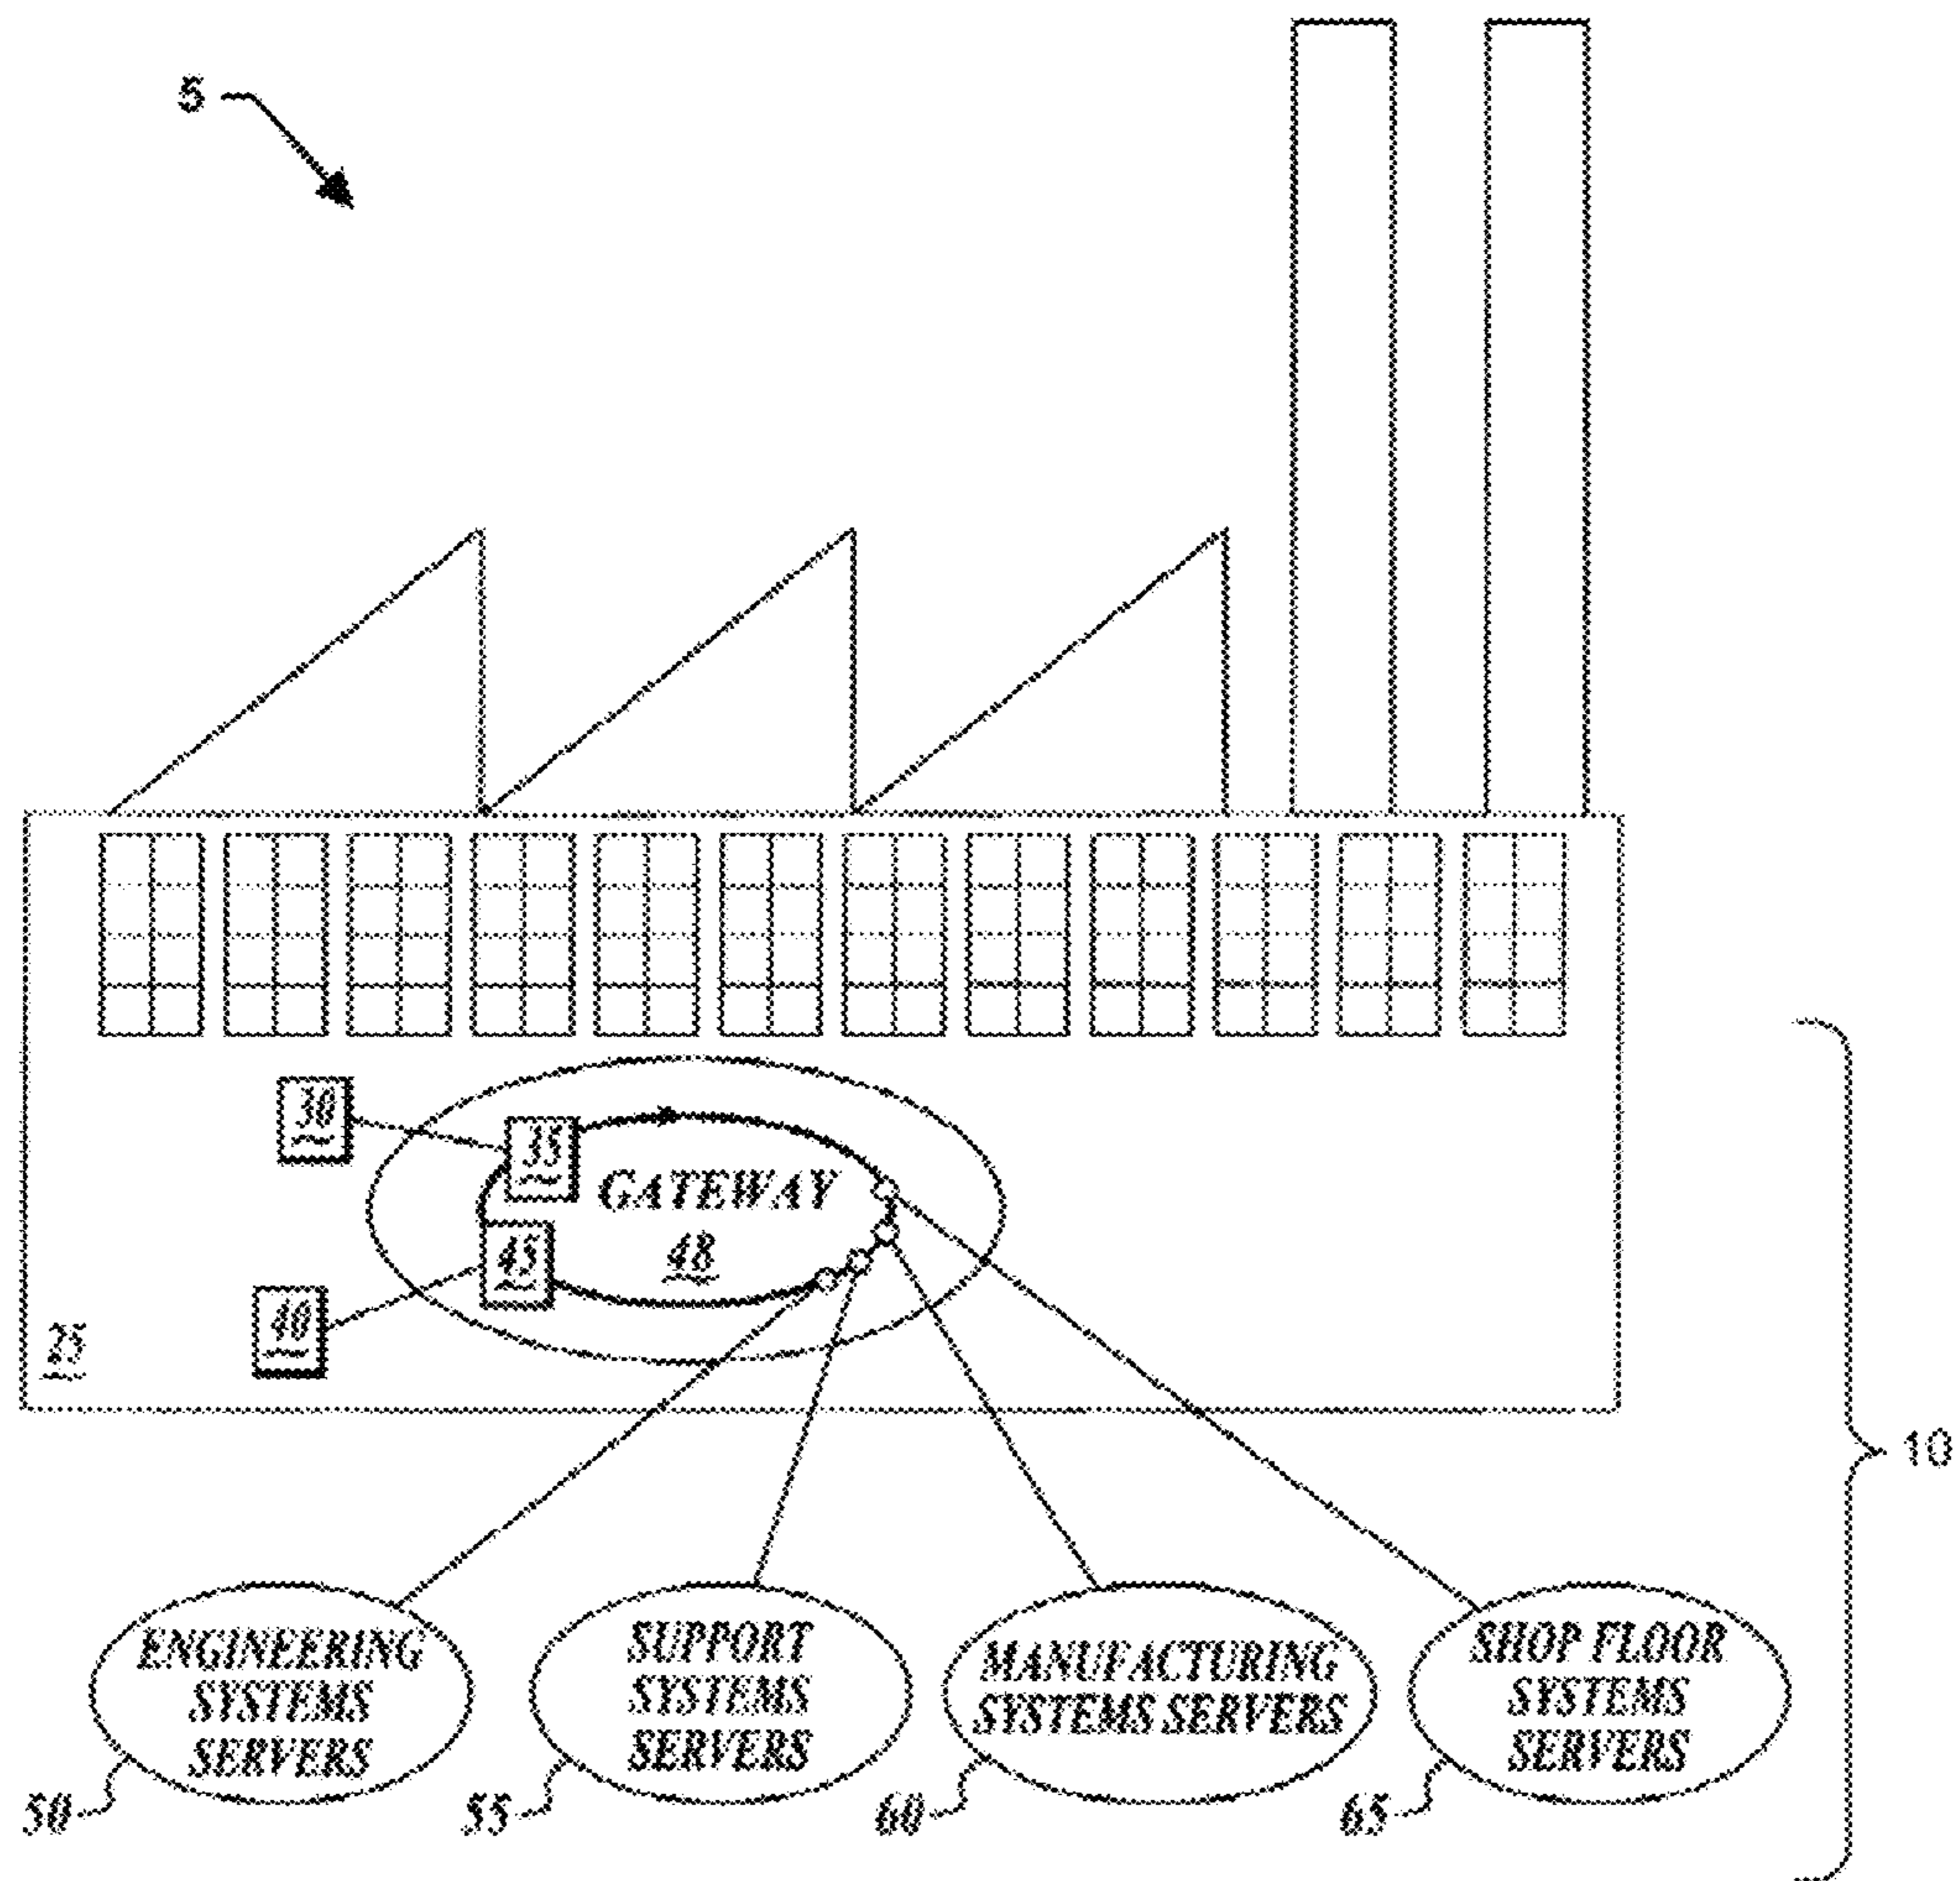 5
30
35
GATEWAY
48
45
40
25
10
ENGINEERING
SYSTEMS
SERVERS
50
SUPPORT
SYSTEMS
SERVERS
55
MANUFACTURING
SYSTEMS SERVERS
60
SHOP FLOOR
SYSTEMS
SERVERS
65